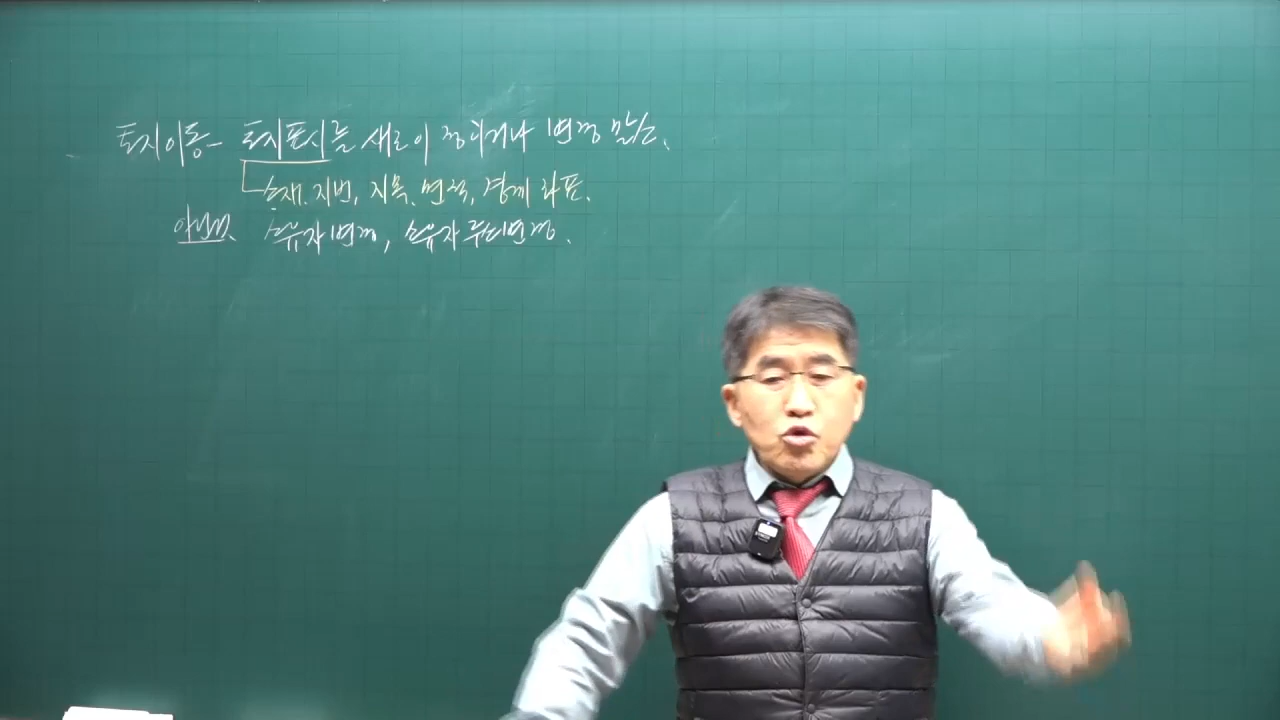 토지이동 - 토지표시를 새로이 정하거나 변경 말소.
소재, 지번, 지목, 면적, 경계 좌표.
아닌것. 소유자변경, 소유자 주소변경.